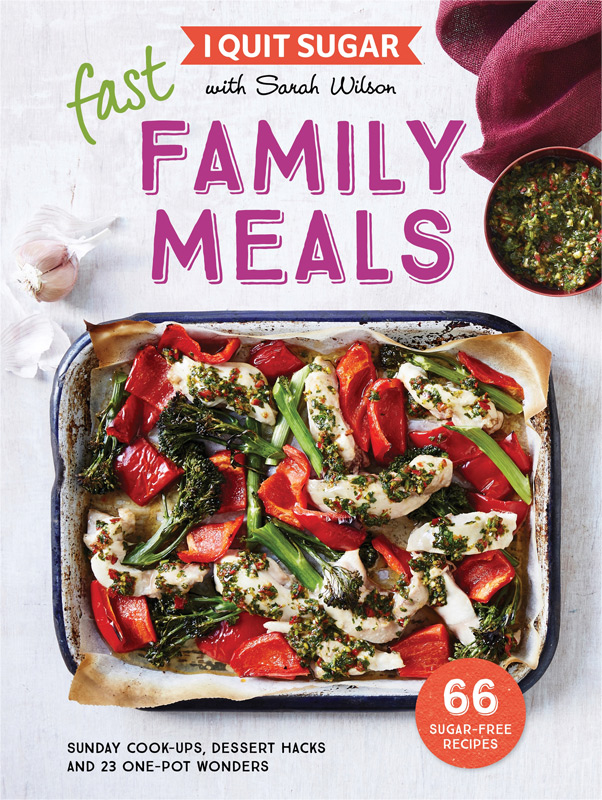 I QUIT SUGAR
with Sarah Wilson
fast
FAMILY
MEALS
66
SUGAR-FREE
RECIPES
SUNDAY COOK-UPS, DESSERT HACKS
AND 23 ONE-POT WONDERS